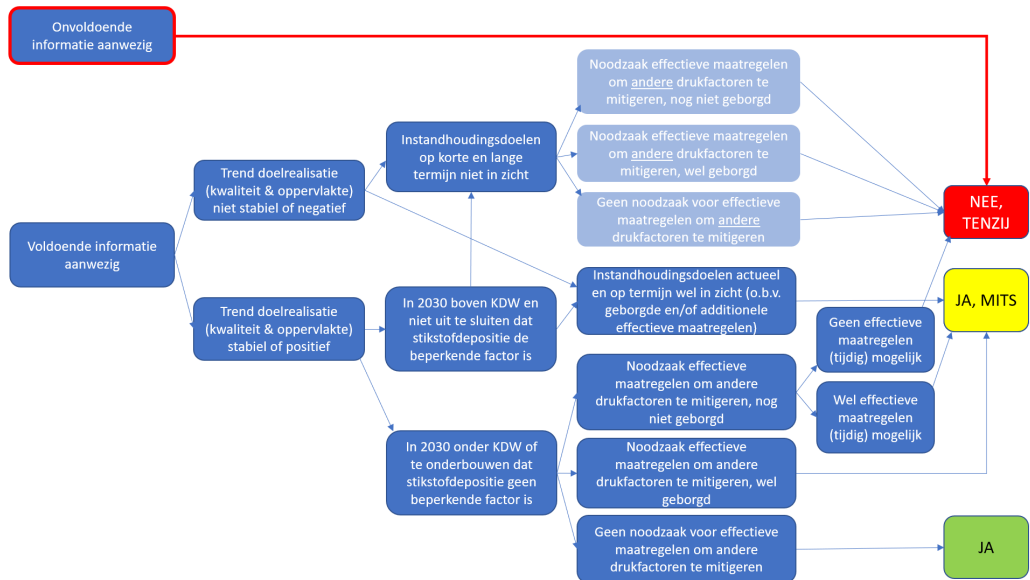 Onvoldoende
informatie aanwezig
Noodzaak effectieve maatregelen
om andere drukfactoren te
mitigeren, nog niet geborgd
Instandhoudingsdoelen
op korte en lange
termijn niet in zicht
Noodzaak effectieve maatregelen
om andere drukfactoren te
mitigeren, wel geborgd
Trend doelrealisatie
(kwaliteit & oppervlakte)
niet stabiel of negatief
Geen noodzaak voor effectieve
maatregelen om andere
drukfactoren te mitigeren
NEE,
TENZIJ
Voldoende informatie
aanwezig
Instandhoudingsdoelen actueel
en op termijn wel in zicht (o.b.v.
geborgde en/of additionele
effectieve maatregelen)
JA, MITS
Trend doelrealisatie
(kwaliteit & oppervlakte)
stabiel of positief
In 2030 boven KDW en
niet uit te sluiten dat
stikstofdepositie de
beperkende factor is
Geen effectieve
maatregelen
(tijdig) mogelijk
Noodzaak effectieve
maatregelen om andere
drukfactoren te mitigeren, nog
niet geborgd
Wel effectieve
maatregelen
(tijdig) mogelijk
In 2030 onder KDW of
te onderbouwen dat
stikstofdepositie geen
beperkende factor is
Noodzaak effectieve
maatregelen om andere
drukfactoren te mitigeren, wel
geborgd
Geen noodzaak voor effectieve
maatregelen om andere
drukfactoren te mitigeren
JA